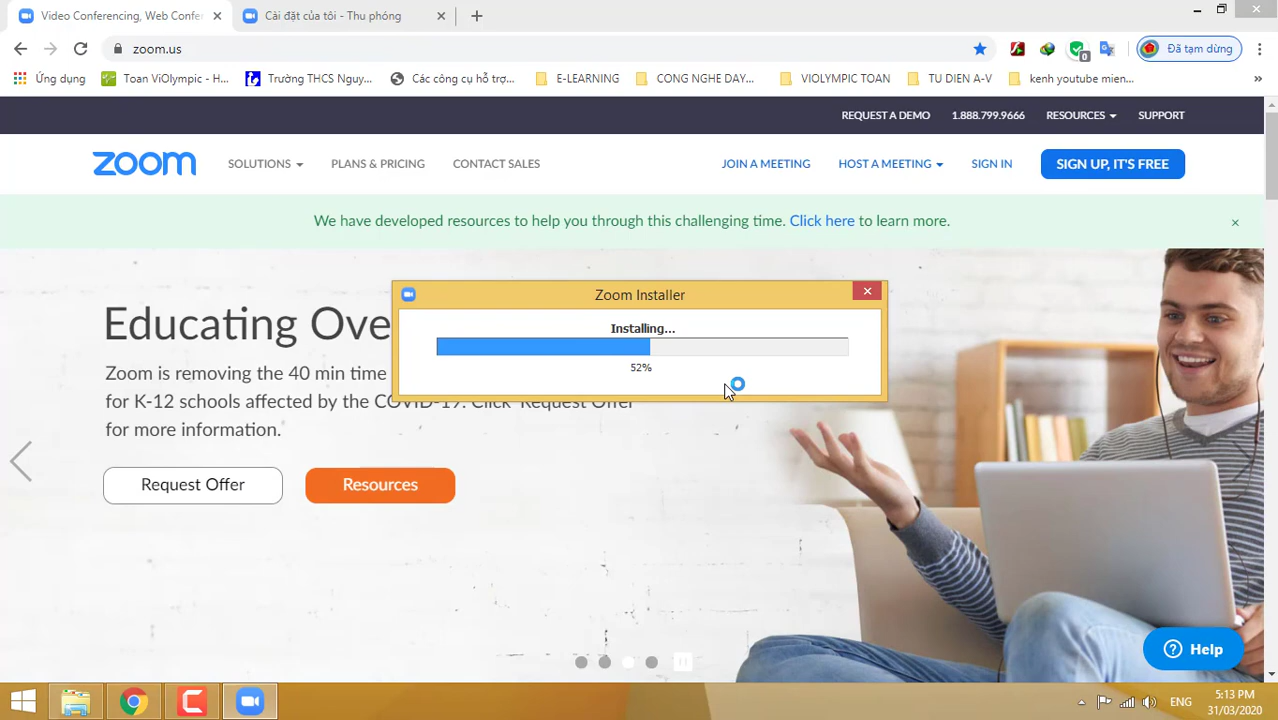 Video Conferencing, Web Confer
Cài đặt của tôi - Thu phóng
zoom.us
0
Đã tạm dừng
Ứng dụng
Toan ViOlympic - H...
Trường THCS Nguy...
Các công cụ hỗ trợ...
E-LEARNING
CONG NGHE DAY...
VIOLYMPIC TOAN
TU DIEN A-V
kenh youtube mien...
»
REQUEST A DEMO
1.888.799.9666
RESOURCES
SUPPORT
zoom
SOLUTIONS
PLANS & PRICING
CONTACT SALES
JOIN A MEETING
HOST A MEETING
SIGN IN
SIGN UP, IT'S FREE
We have developed resources to help you through this challenging time. Click here to learn more.
Zoom Installer
Installing...
52%
Educating Ove
Zoom is removing the 40 min time
for K-12 schools affected by the COVID-19. Click 'Request Offer'
for more information.
Request Offer
Resources
Help
ENG
5:13 PM
31/03/2020